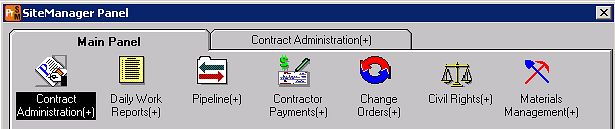 SiteManager Panel
Main Panel
Contract Administration(+)
Contract
Administration(+)
Daily Work
Reports(+)
Pipeline(+)
Contractor
Payments(+)
Change
Orders(+)
Civil Rights(+)
Materials
Management(+)